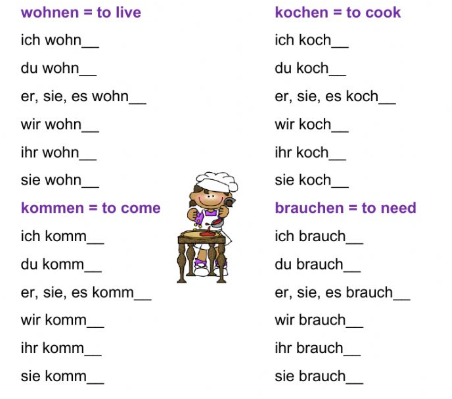 wohnen = to live
ich wohn__
du wohn__
er, sie, es wohn__
wir wohn__
ihr wohn__
sie wohn__
kochen = to cook
ich koch__
du koch__
er, sie, es koch__
wir koch__
ihr koch__
sie koch__
kommen = to come
ich komm__
du komm__
er, sie, es komm__
wir komm__
ihr komm__
sie komm__
brauchen = to need
ich brauch__
du brauch__
er, sie, es brauch__
wir brauch__
ihr brauch__
sie brauch__